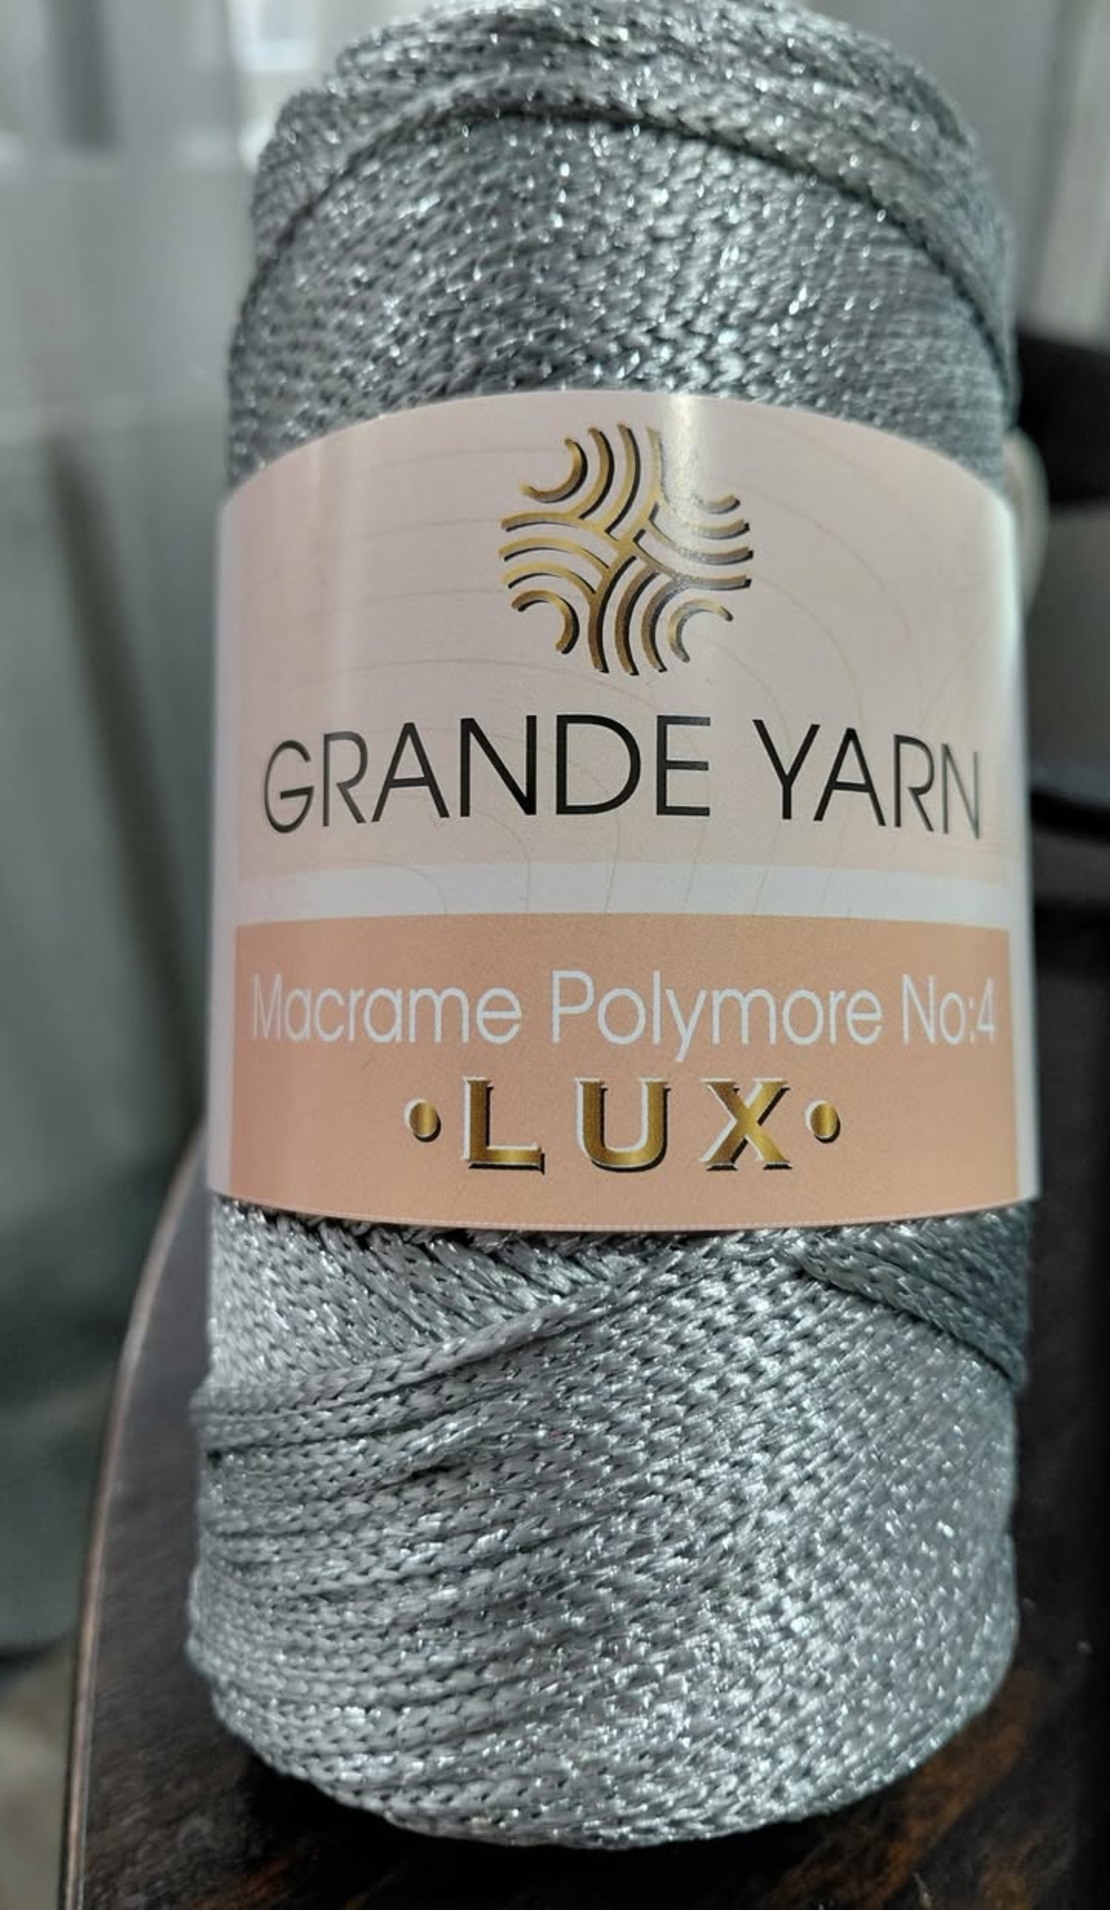 GRANDE YARN
Macrame Polymore No:4
•LUX•